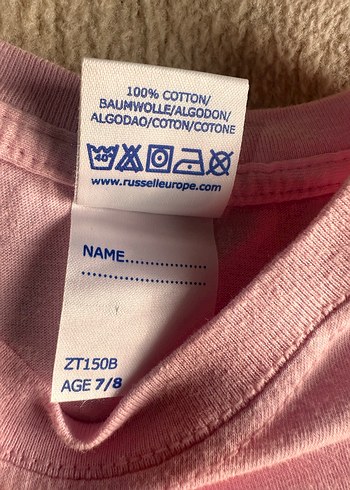 100% COTTON/
BAUMWOLLE/ALGODON/
ALGODAO/COTON/COTONE
40°
www.russelleurope.com
NAME....................
..............................
ZT150B
AGE 7/8